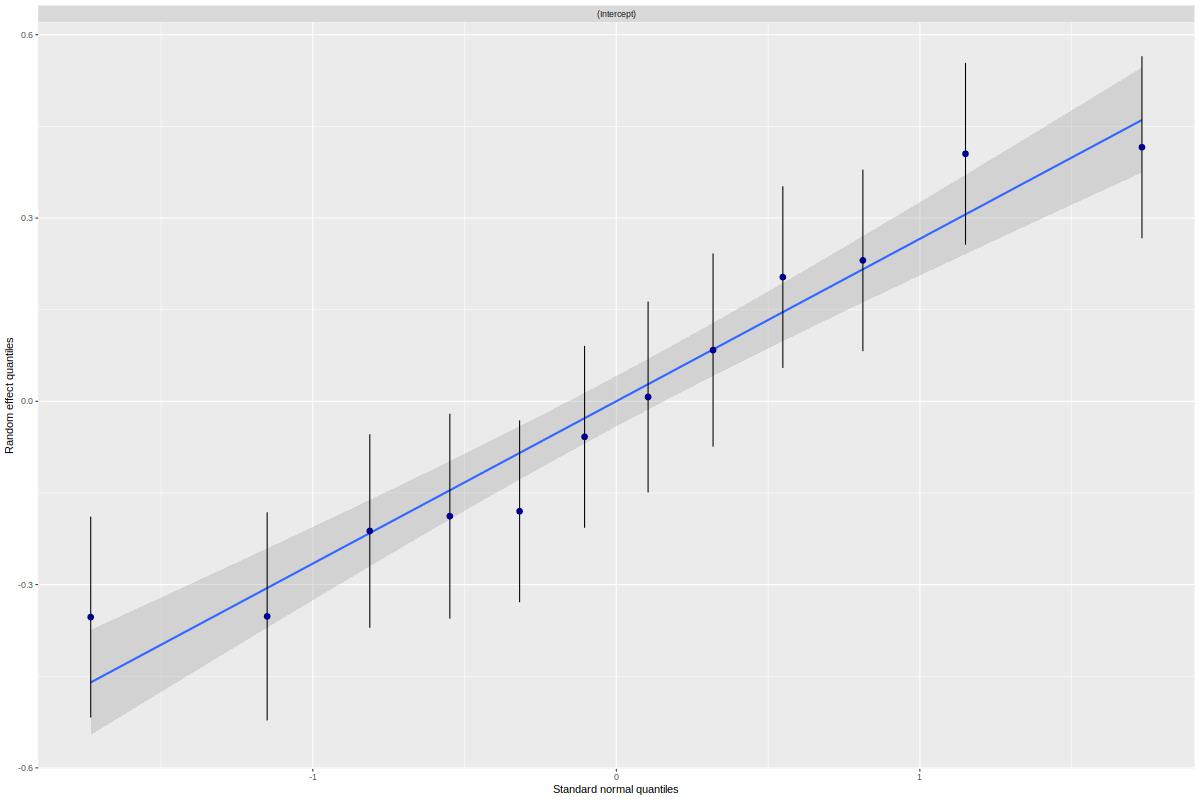 (Intercept)
0.6
0.3
0.0
-0.3
-0.6
Random effect quantiles
-1
0
1
Standard normal quantiles